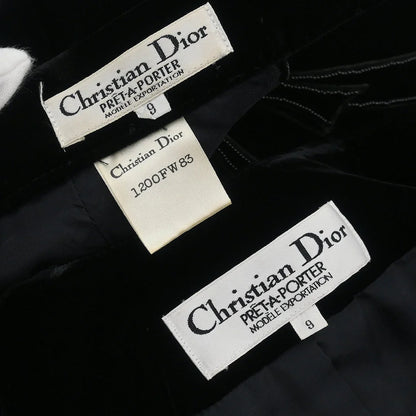 Christian Dior
PRET-A-PORTER
MODELE EXPORTATION
9
Christian Dior
1200FW83
Christian Dior
PRET-A-PORTER
MODELE EXPORTATION
9